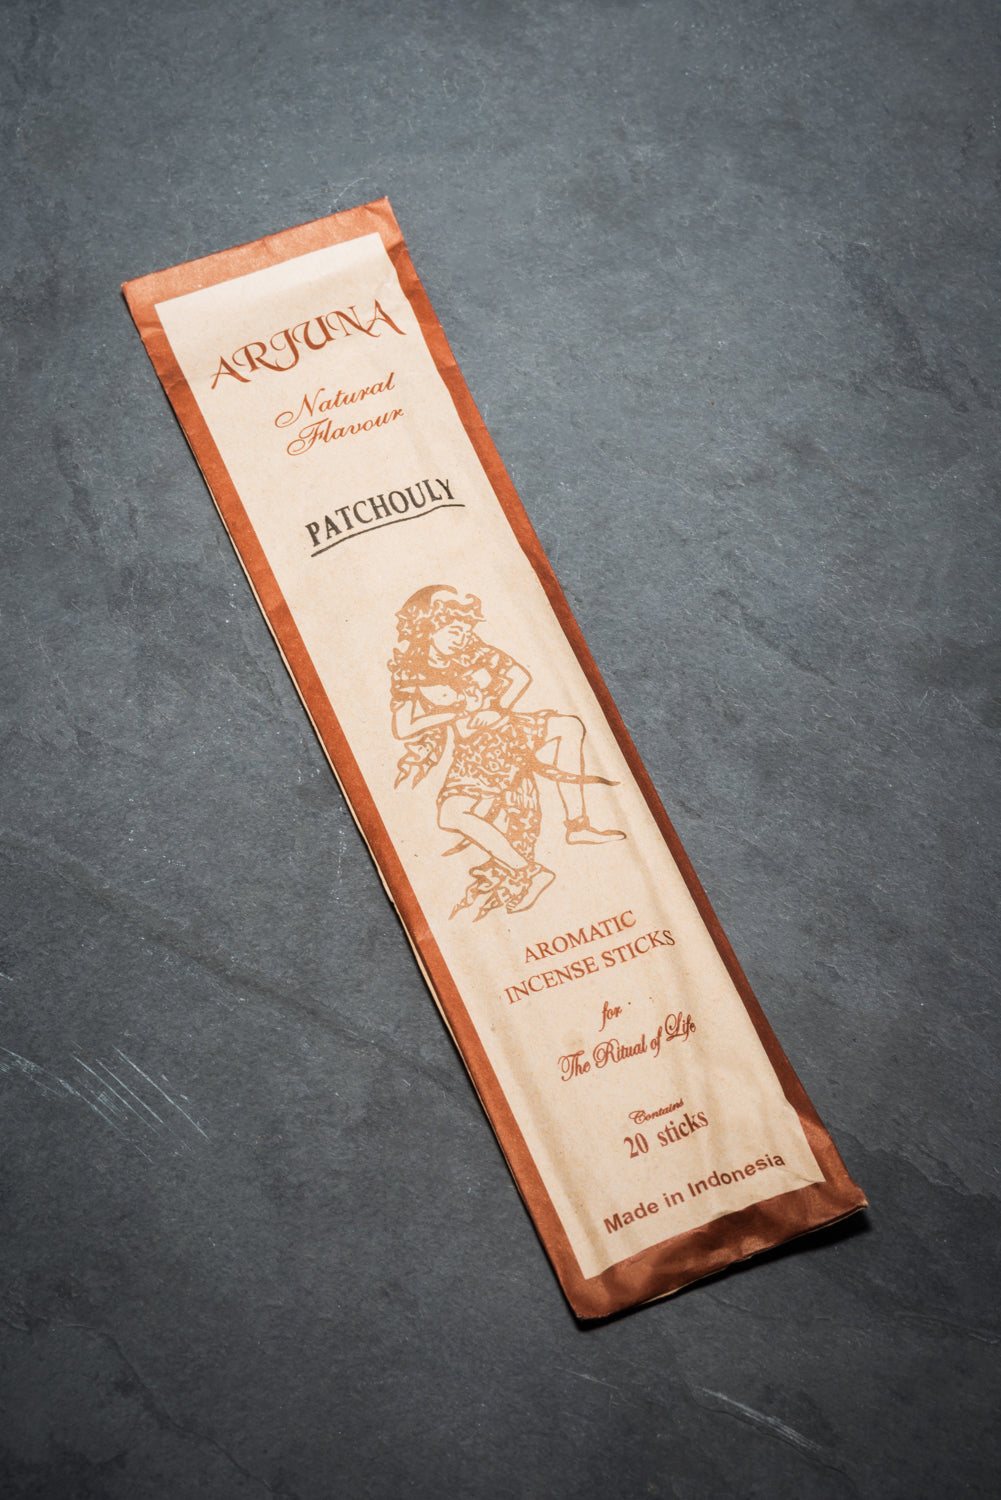 ARJUNA
Natural
Flavour
PATCHOULY
AROMATIC
INCENSE STICKS
for
The Ritual of Life
Contains
20 sticks
Made in Indonesia